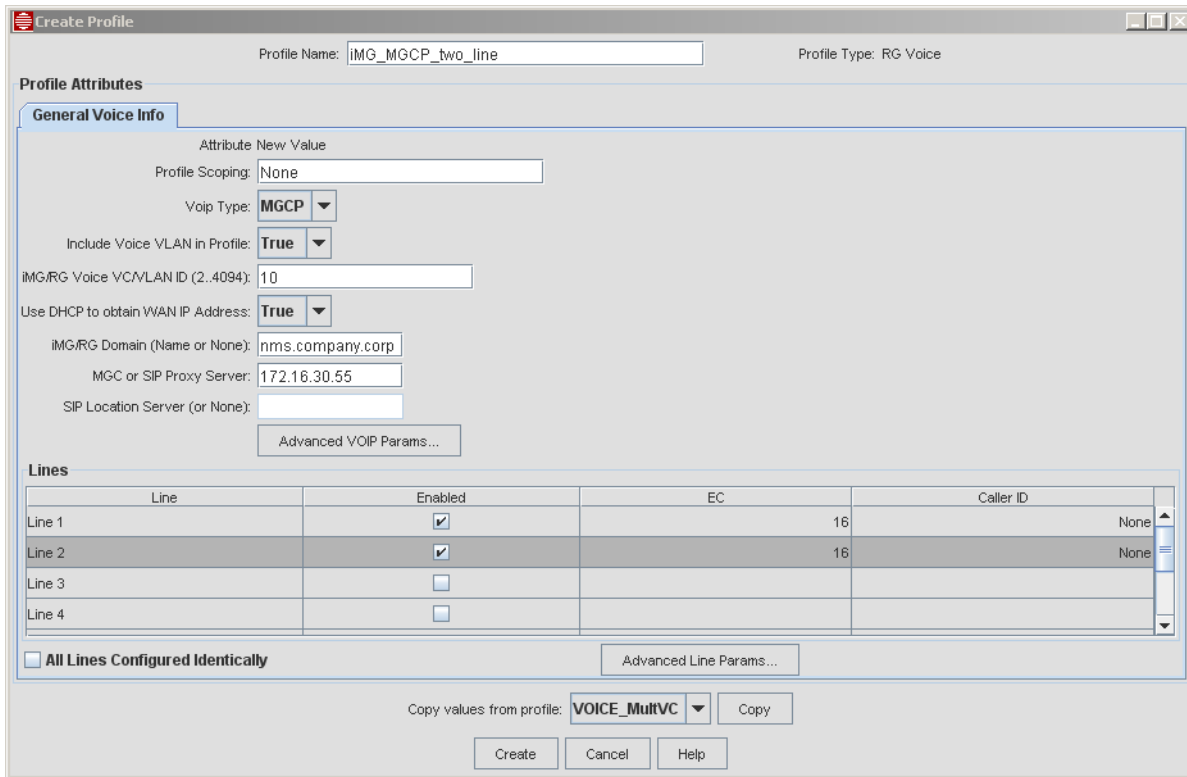 Create Profile
Profile Name: iMG_MGCP_two_line Profile Type: RG Voice
Profile Attributes
General Voice Info
Attribute New Value
Profile Scoping: None
Voip Type: MGCP
Include Voice VLAN in Profile: True
iMG/RG Voice VC/VLAN ID (2..4094): 10
Use DHCP to obtain WAN IP Address: True
iMG/RG Domain (Name or None): nms.company.corp
MGC or SIP Proxy Server: 172.16.30.55
SIP Location Server (or None):
Advanced VOIP Params...
Lines
Line Enabled EC Caller ID
Line 1 16 None
Line 2 16 None
Line 3
Line 4
All Lines Configured Identically Advanced Line Params...
Copy values from profile: VOICE_MultVC Copy
Create Cancel Help